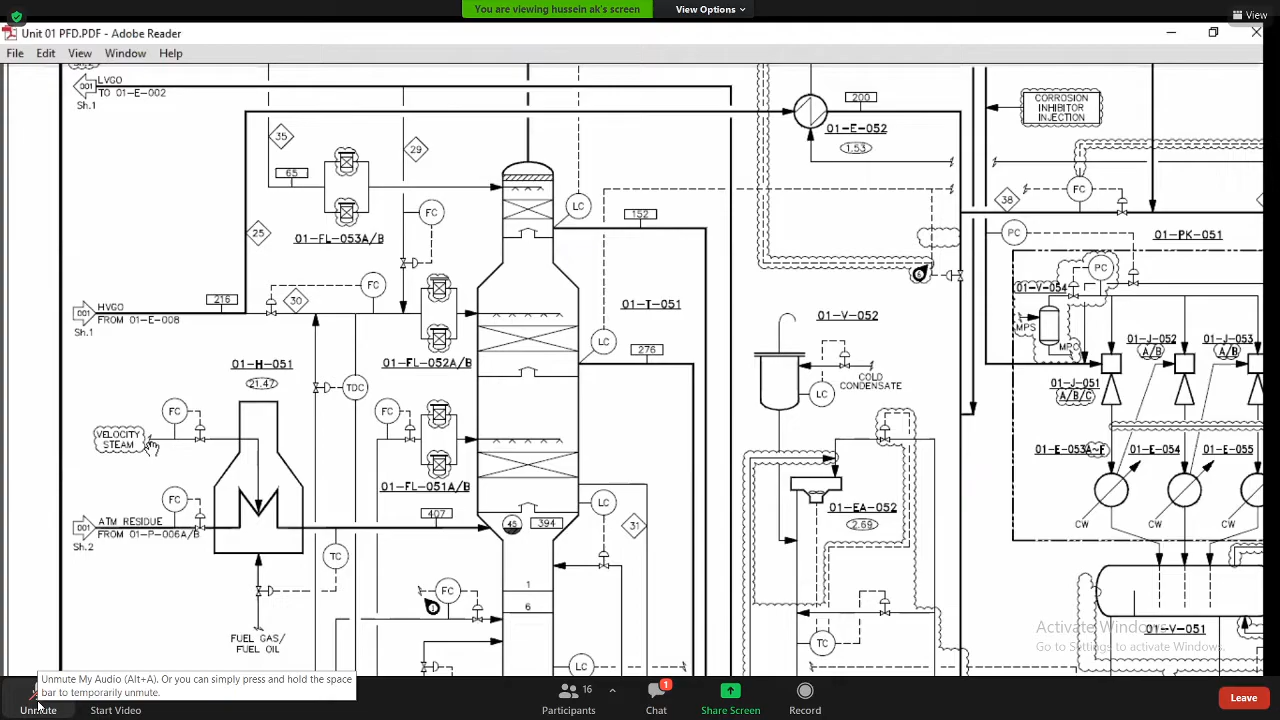 You are viewing hussein ak's screen
View Options
View
Unit 01 PFD.PDF - Adobe Reader
File Edit View Window Help
LVGO
D01
TO 01-E-002
Sh.1
200
CORROSION
INHIBITOR
INJECTION
01-E-052
1.53
35
29
65
FC
LC
FC
38
152
25
PC
01-PK-051
01-FL-053A/B
PC
216
30
FC
01-T-051
01-V-054
HVGO
D01
FROM 01-E-008
Sh.1
01-V-052
MPS
MPC
01-J-052
A/B
01-J-053
A/B
LC
276
01-H-051
21.47
01-FL-052A/B
COLD
CONDENSATE
LC
01-J-051
A/B/C
TDC
FC
FC
VELOCITY
STEAM
01-E-053A~F
01-E-054
01-E-055
01-FL-051A/B
FC
407
45
394
LC
31
01-EA-052
2.69
CW
CW
CW
ATM RESIDUE
D01
FROM 01-P-006A/B
Sh.2
TC
FC
1
6
FUEL GAS/
FUEL OIL
TC
LC
01-V-051
Activate Windows
Go to Settings to activate Windows.
Unmute My Audio (Alt+A). Or you can simply press and hold the space
bar to temporarily unmute.
Unmute
Start Video
16
Participants
1
Chat
Share Screen
Record
Leave